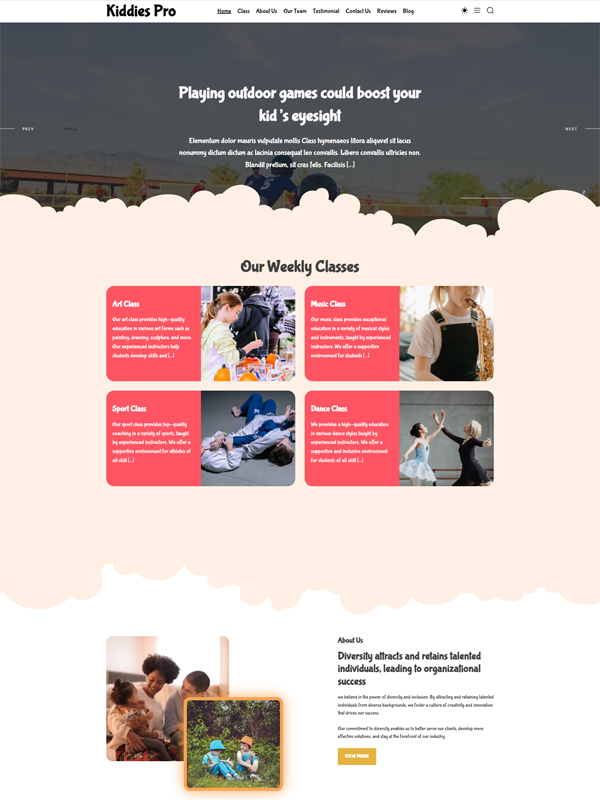 Kiddies Pro
Home Class About Us Our Team Testimonial Contact Us Reviews Blog
Playing outdoor games could boost your
kid 's eyesight
PREV
NEXT
Elementum dolor mauris vulputate mollis Class hymenaeos litora aliquvet sit lacus
nonummy dictum dictum ac lacinia consequat leo convallis. Libero convallis ultricies non.
Blandit pretium, sit cras felis. Facilisis [...]
Our Weekly Classes
Art Class
Our art class provides high-quality
education in various art forms such as
painting, drawing, sculpture, and more.
Our experienced instructors help
students develop skills and [...]
Music Class
Our music class provides exceptional
education in a variety of musical styles
and instruments, taught by experienced
instructors. We offer a supportive
environment for students [...]
Sport Class
Our sport class provides top-quality
coaching in a variety of sports, taught
by experienced instructors. We offer a
supportive environment for athletes of
all skill [...]
Dance Class
We provides a high-quality education
in various dance styles taught by
experienced instructors. We offer a
supportive and inclusive environment
for students of all skill [...]
About Us
Diversity attracts and retains talented
individuals, leading to organizational
success
we believe in the power of diversity and inclusion. By attracting and retaining talented
individuals from diverse backgrounds, we foster a culture of creativity and innovation
that drives our success.
Our commitment to diversity enables us to better serve our clients, develop more
effective solutions, and stay at the forefront of our industry.
VIEW MORE